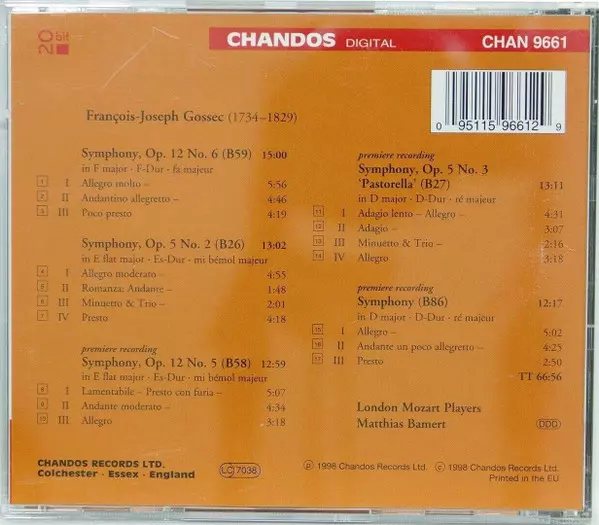 20 bit
CHANDOS DIGITAL
CHAN 9661
0 95115 96612 9
François-Joseph Gossec (1734–1829)
Symphony, Op. 12 No. 6 (B59) 15:00
in F major · F-Dur · fa majeur
1 I Allegro molto – 5:56
2 II Andantino allegretto – 4:46
3 III Poco presto 4:19
Symphony, Op. 5 No. 2 (B26) 13:02
in E flat major · Es-Dur · mi bémol majeur
4 I Allegro moderato – 4:55
5 II Romanza: Andante – 1:48
6 III Minuetto & Trio – 2:01
7 IV Presto 4:18
premiere recording
Symphony, Op. 12 No. 5 (B58) 12:59
in E flat major · Es-Dur · mi bémol majeur
8 I Lamentabile – Presto con furia – 5:07
9 II Andante moderato – 4:34
10 III Allegro 3:18
premiere recording
Symphony, Op. 5 No. 3
'Pastorella' (B27) 13:11
in D major · D-Dur · ré majeur
11 I Adagio lento – Allegro – 4:31
12 II Adagio – 3:07
13 III Minuetto & Trio – 2:16
14 IV Allegro 3:18
premiere recording
Symphony (B86) 12:17
in D major · D-Dur · ré majeur
15 I Allegro – 5:02
16 II Andante un poco allegretto – 4:25
17 III Presto 2:50
TT 66:56
London Mozart Players
Matthias Bamert
DDD
CHANDOS RECORDS LTD.
Colchester · Essex · England
LC 7038
℗ 1998 Chandos Records Ltd. © 1998 Chandos Records Ltd.
Printed in the EU